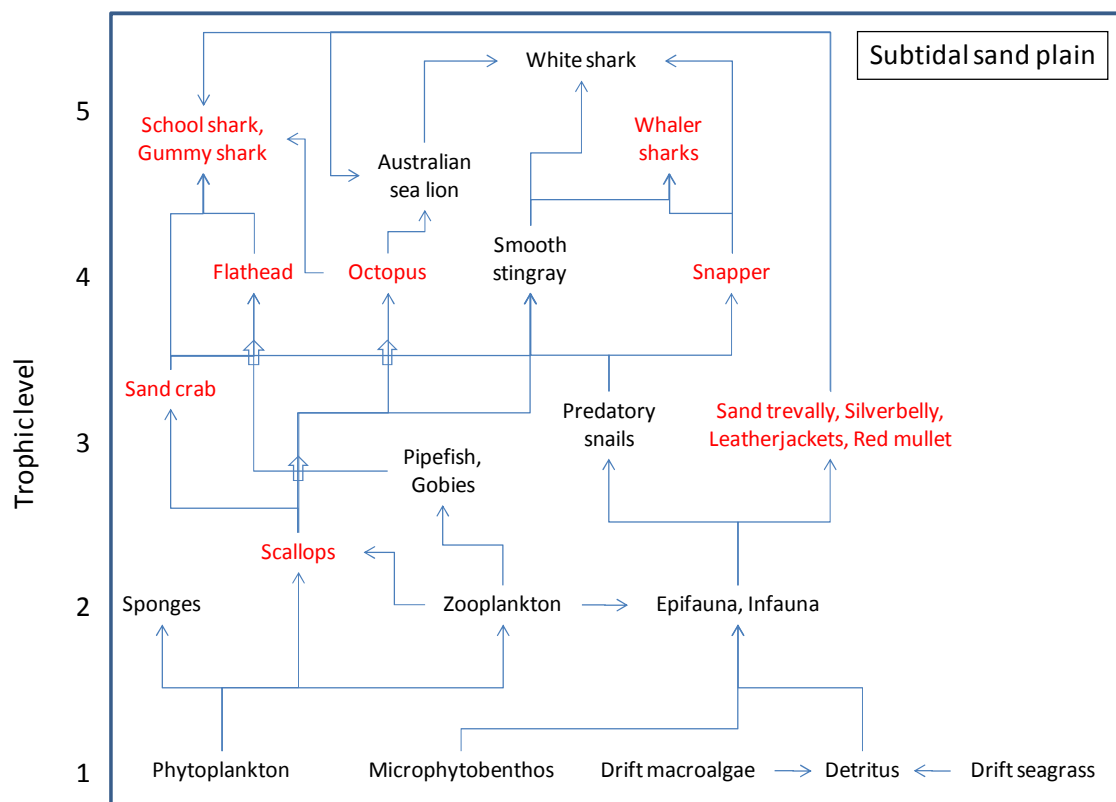 Subtidal sand plain
White shark
5
School shark,
Gummy shark
Whaler
sharks
Australian
sea lion
Smooth
stingray
4
Flathead
Octopus
Snapper
Trophic level
Sand crab
Predatory
snails
Sand trevally, Silverbelly,
Leatherjackets, Red mullet
3
Pipefish,
Gobies
Scallops
2
Sponges
Zooplankton
Epifauna, Infauna
1
Phytoplankton
Microphytobenthos
Drift macroalgae
Detritus
Drift seagrass